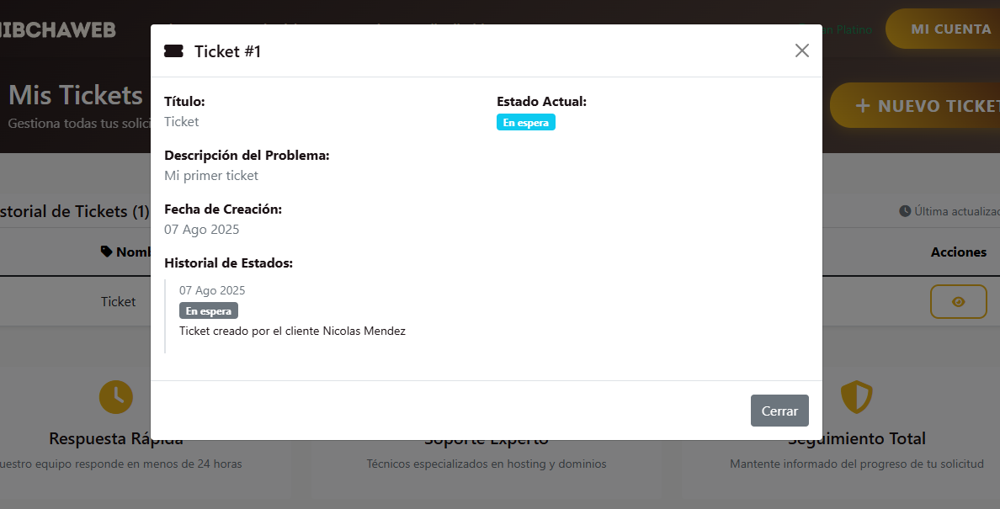 IBCHAWEB
MI CUENTA
Mis Tickets
Gestiona todas tus solici
+ NUEVO TICKET
Ticket #1
Título:
Ticket
Estado Actual:
En espera
Descripción del Problema:
Mi primer ticket
Fecha de Creación:
07 Ago 2025
Historial de Estados:
07 Ago 2025
En espera
Ticket creado por el cliente Nicolas Mendez
Cerrar
storial de Tickets (1)
Última actualizac
Nomb
Acciones
Ticket
Respuesta Rápida
uestro equipo responde en menos de 24 horas
Soporte Experto
Técnicos especializados en hosting y dominios
Seguimiento Total
Mantente informado del progreso de tu solicitud